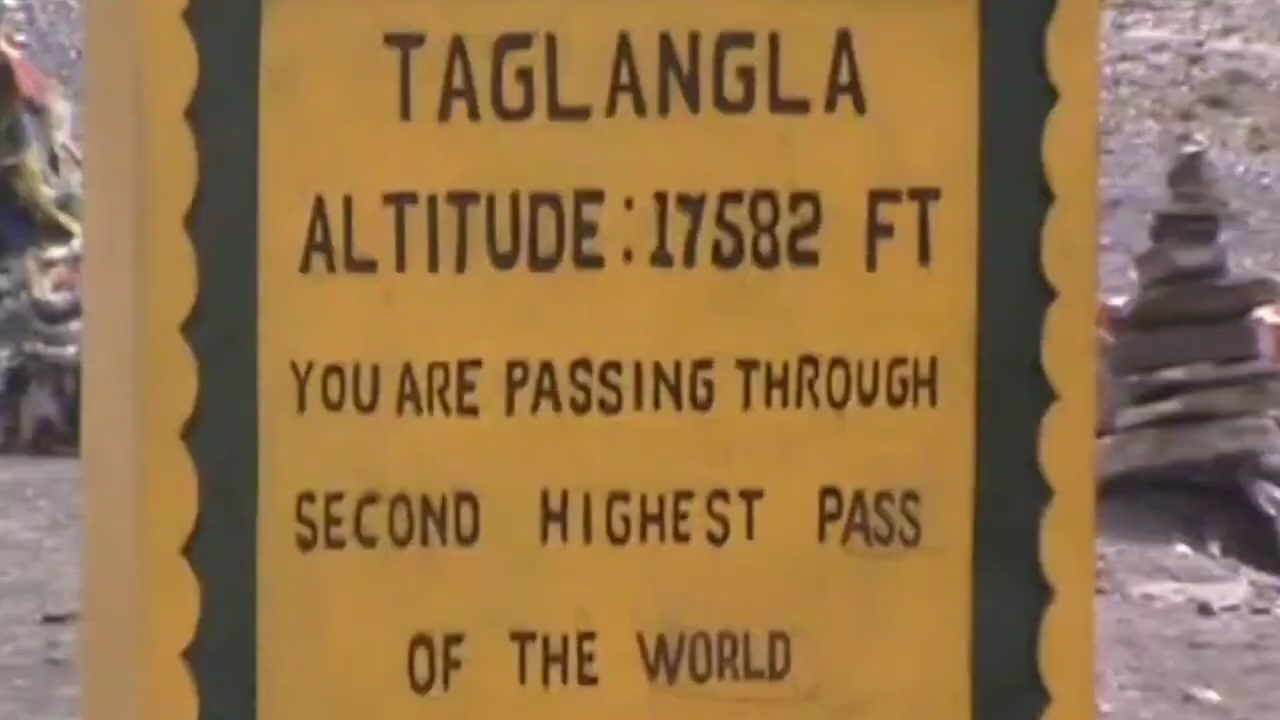 TAGLANGLA
ALTITUDE:17582 FT
YOU ARE PASSING THROUGH
SECOND HIGHEST PASS
OF THE WORLD